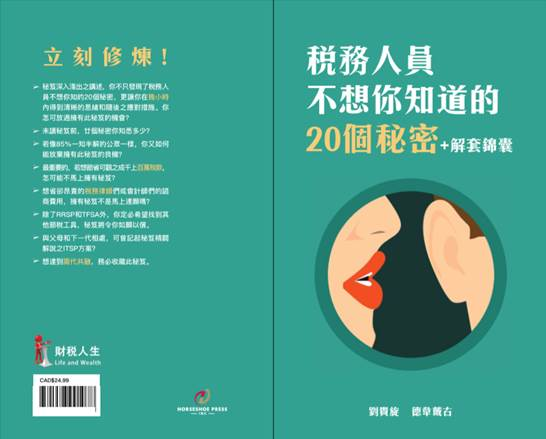 立刻修煉!
➢ 秘笈深入淺出之講述，你不只發現了稅務人
員不想你知的20個秘密，更讓你在幾小時
內得到清晰的思緒和隨後之應對措施。你
怎可放過擁有此秘笈的機會?
➢ 未讀秘笈前，廿個秘密你知悉多少?
➢ 若像85%一知半解的公眾一樣，你又如何
能放棄擁有此秘笈的良機?
➢ 最重要的，若想節省可觀之成千上百萬稅款，
怎可能不馬上擁有秘笈?
➢ 想省卻昂貴的稅務律師們或會計師們的諮
商費用，擁有秘笈不是馬上達願嗎?
➢ 除了RRSP和TFSA外，你定必希望找到其
他節稅工具，秘笈將令你如願以償。
➢ 與父母和下一代相處，可曾記起秘笈精闢
解說之ITSP方案?
➢ 想達到兩代共融，務必收藏此秘笈。
財稅人生
Life and Wealth
CAD$24.99
HORSESHOE PRESS
稅務人員
不想你知道的
20個秘密+解套錦囊
劉貴旋 德韋戴古